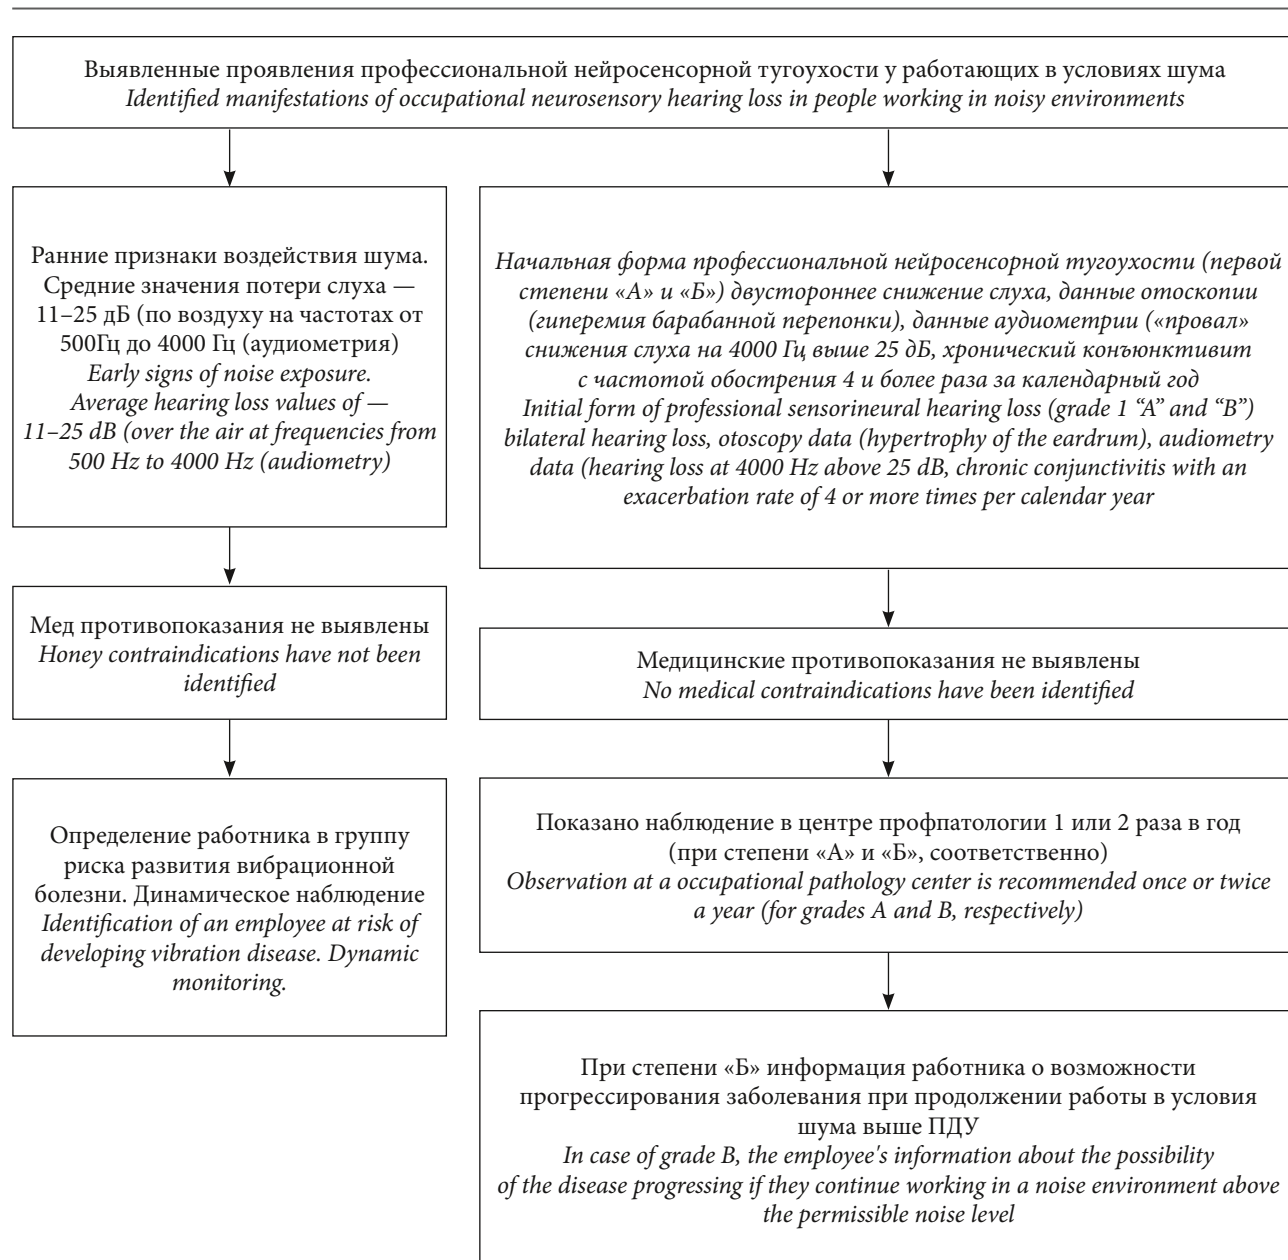 Выявленные проявления профессиональной нейросенсорной тугоухости у работающих в условиях шума
Identified manifestations of occupational neurosensory hearing loss in people working in noisy environments
Ранние признаки воздействия шума.
Средние значения потери слуха —
11–25 дБ (по воздуху на частотах от
500Гц до 4000 Гц (аудиометрия)
Early signs of noise exposure.
Average hearing loss values of —
11–25 dB (over the air at frequencies from
500 Hz to 4000 Hz (audiometry)
Мед противопоказания не выявлены
Honey contraindications have not been
identified
Определение работника в группу
риска развития вибрационной
болезни. Динамическое наблюдение
Identification of an employee at risk of
developing vibration disease. Dynamic
monitoring.
Начальная форма профессиональной нейросенсорной тугоухости (первой
степени «А» и «Б») двустороннее снижение слуха, данные отоскопии
(гиперемия барабанной перепонки), данные аудиометрии («провал»
снижения слуха на 4000 Гц выше 25 дБ, хронический конъюнктивит
с частотой обострения 4 и более раза за календарный год
Initial form of professional sensorineural hearing loss (grade 1 “A” and “B”)
bilateral hearing loss, otoscopy data (hypertrophy of the eardrum), audiometry
data (hearing loss at 4000 Hz above 25 dB, chronic conjunctivitis with an
exacerbation rate of 4 or more times per calendar year
Медицинские противопоказания не выявлены
No medical contraindications have been identified
Показано наблюдение в центре профпатологии 1 или 2 раза в год
(при степени «А» и «Б», соответственно)
Observation at a occupational pathology center is recommended once or twice
a year (for grades A and B, respectively)
При степени «Б» информация работника о возможности
прогрессирования заболевания при продолжении работы в условия
шума выше ПДУ
In case of grade B, the employee's information about the possibility
of the disease progressing if they continue working in a noise environment above
the permissible noise level